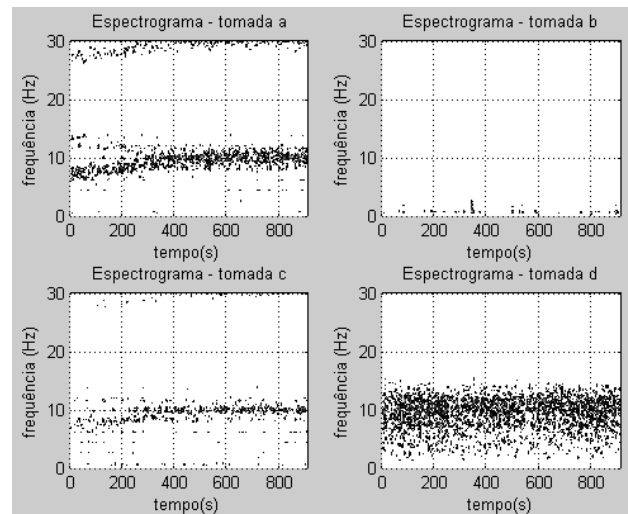 Espectrograma - tomada a
30
20
10
0
frequência (Hz)
0 200 400 600 800
tempo(s)
Espectrograma - tomada b
30
20
10
0
frequência (Hz)
0 200 400 600 800
tempo(s)
Espectrograma - tomada c
30
20
10
0
frequência (Hz)
0 200 400 600 800
tempo(s)
Espectrograma - tomada d
30
20
10
0
frequência (Hz)
0 200 400 600 800
tempo(s)